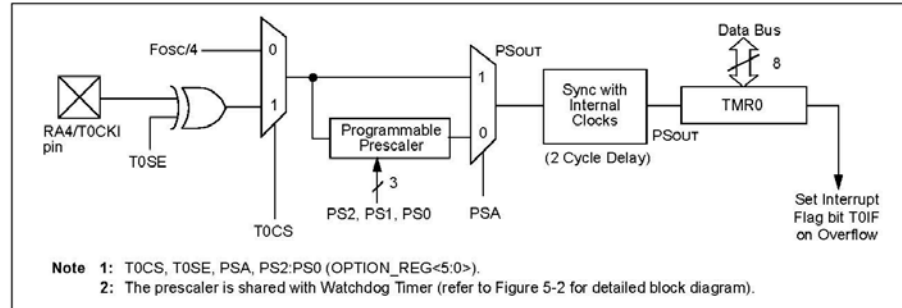 Data Bus
FOSC/4
0
PSOUT
8
1
1
Sync with
Internal
Clocks
TMR0
RA4/T0CKI
pin
T0SE
Programmable
Prescaler
0
PSOUT
(2 Cycle Delay)
3
PS2, PS1, PS0
PSA
T0CS
Set Interrupt
Flag bit T0IF
on Overflow
Note 1: T0CS, T0SE, PSA, PS2:PS0 (OPTION_REG<5:0>).
2: The prescaler is shared with Watchdog Timer (refer to Figure 5-2 for detailed block diagram).